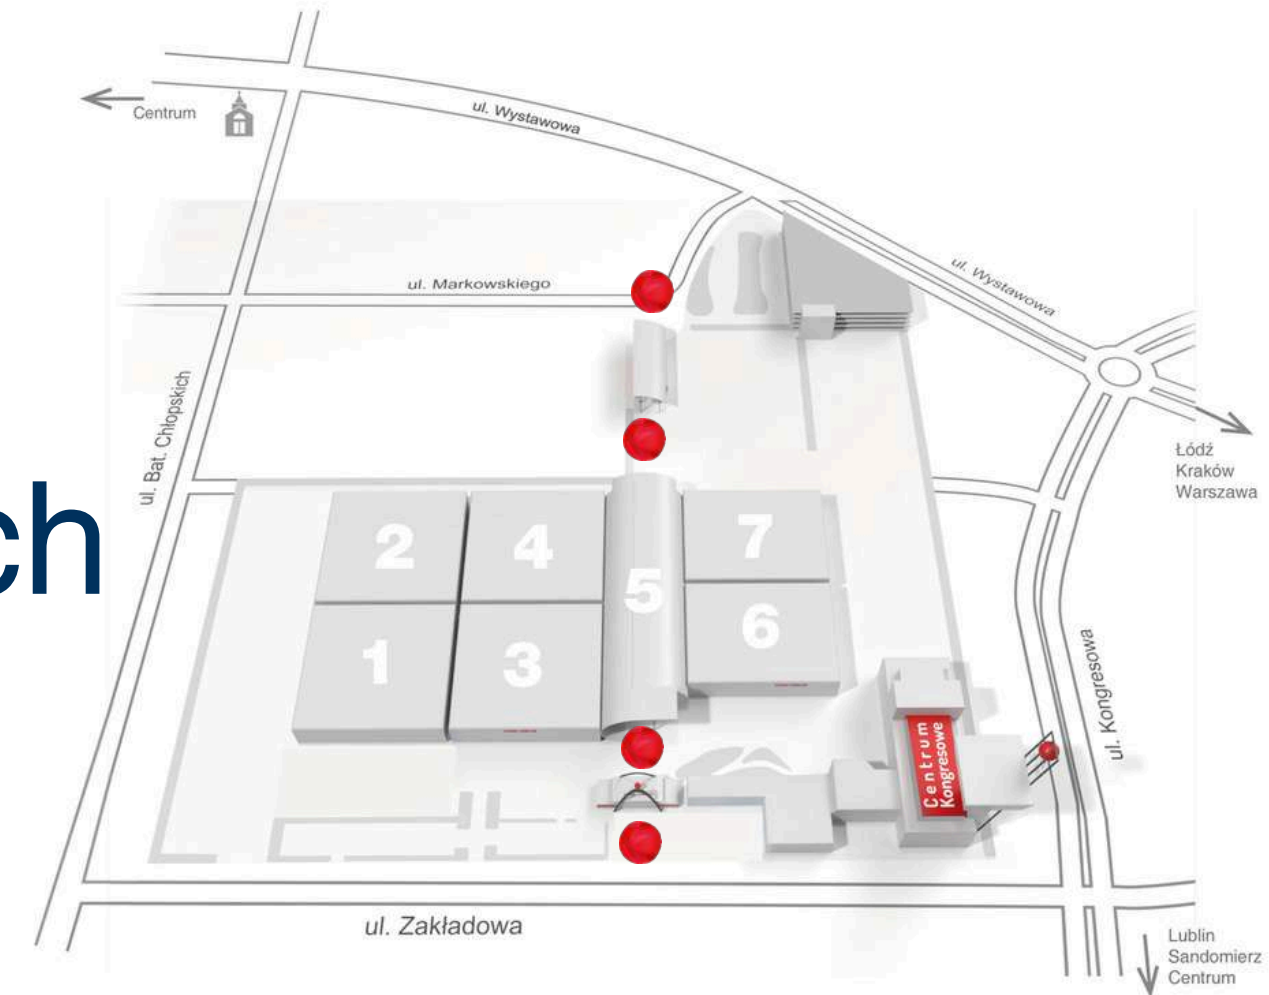 ul. Wystawowa
Centrum
ul. Wystawowa
ul. Markowskiego
ul. Bat. Chłopskich
Łódź
Kraków
Warszawa
ch
2
4
7
5
1
3
6
ul. Kongresowa
Centrum
Kongresowe
ul. Zakładowa
Lublin
Sandomierz
Centrum